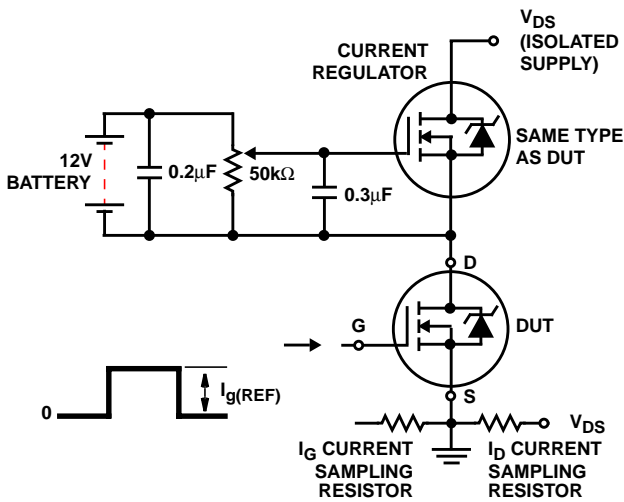 V_DS
(ISOLATED
SUPPLY)
CURRENT
REGULATOR
12V
BATTERY
0.2μF
50kΩ
0.3μF
SAME TYPE
AS DUT
D
G
DUT
S
0
I_g(REF)
V_DS
I_G CURRENT
SAMPLING
RESISTOR
I_D CURRENT
SAMPLING
RESISTOR